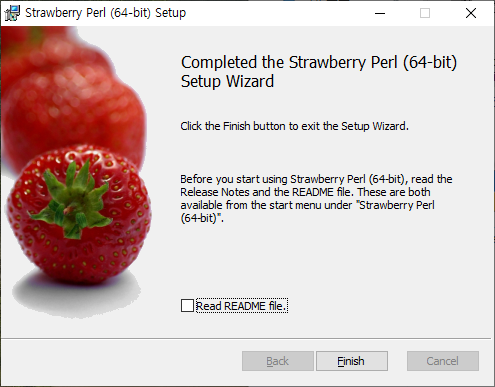 Strawberry Perl (64-bit) Setup
Completed the Strawberry Perl (64-bit)
Setup Wizard
Click the Finish button to exit the Setup Wizard.
Before you start using Strawberry Perl (64-bit), read the
Release Notes and the README file. These are both
available from the start menu under "Strawberry Perl
(64-bit)".
Read README file.
Back
Finish
Cancel